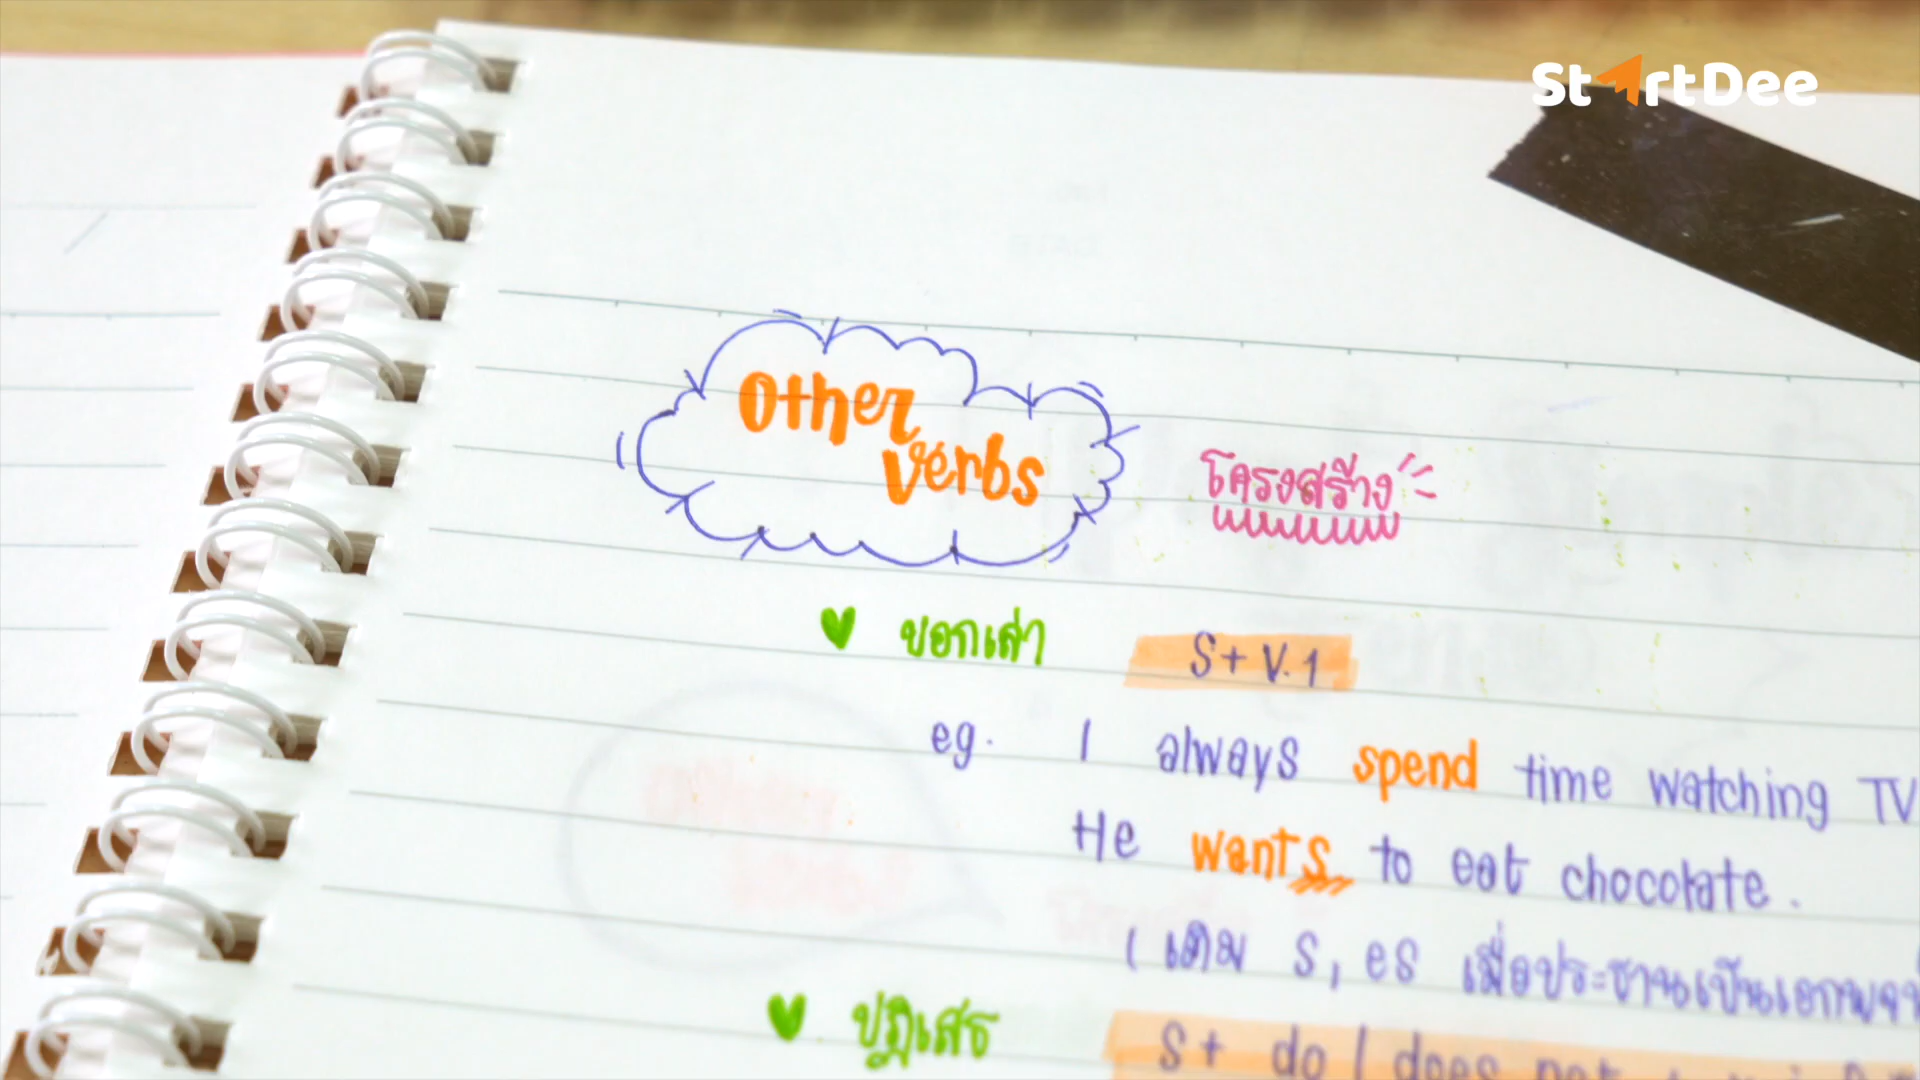 StartDee
Other
verbs
โครงสร้าง
บอกเล่า S + V.1
eg. I always spend time watching TV
He wants to eat chocolate.
( เติม s, es เมื่อประธานเป็นเอกพจน์
ปฏิเสธ S + do / does not